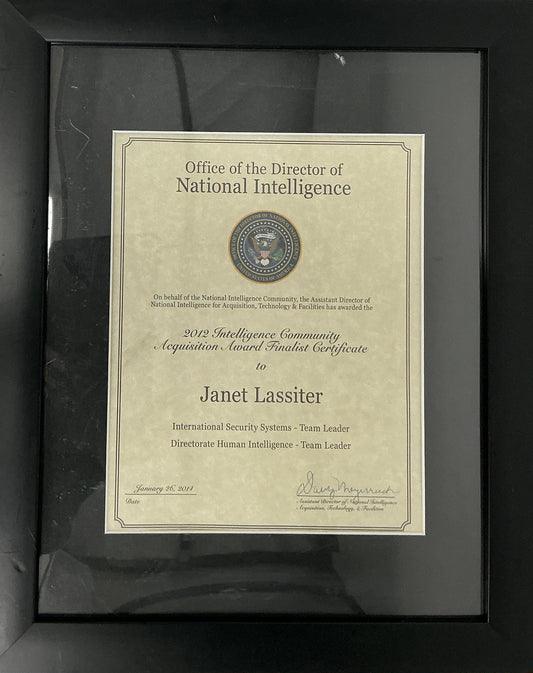 Office of the Director of
National Intelligence
On behalf of the National Intelligence Community, the Assistant Director of
National Intelligence for Acquisition, Technology & Facilities has awarded the
2012 Intelligence Community
Acquisition Award Finalist Certificate
to
Janet Lassiter
International Security Systems - Team Leader
Directorate Human Intelligence - Team Leader
January 26, 2014
Date
Assistant Director of National Intelligence
Acquisition, Technology, & Facilities